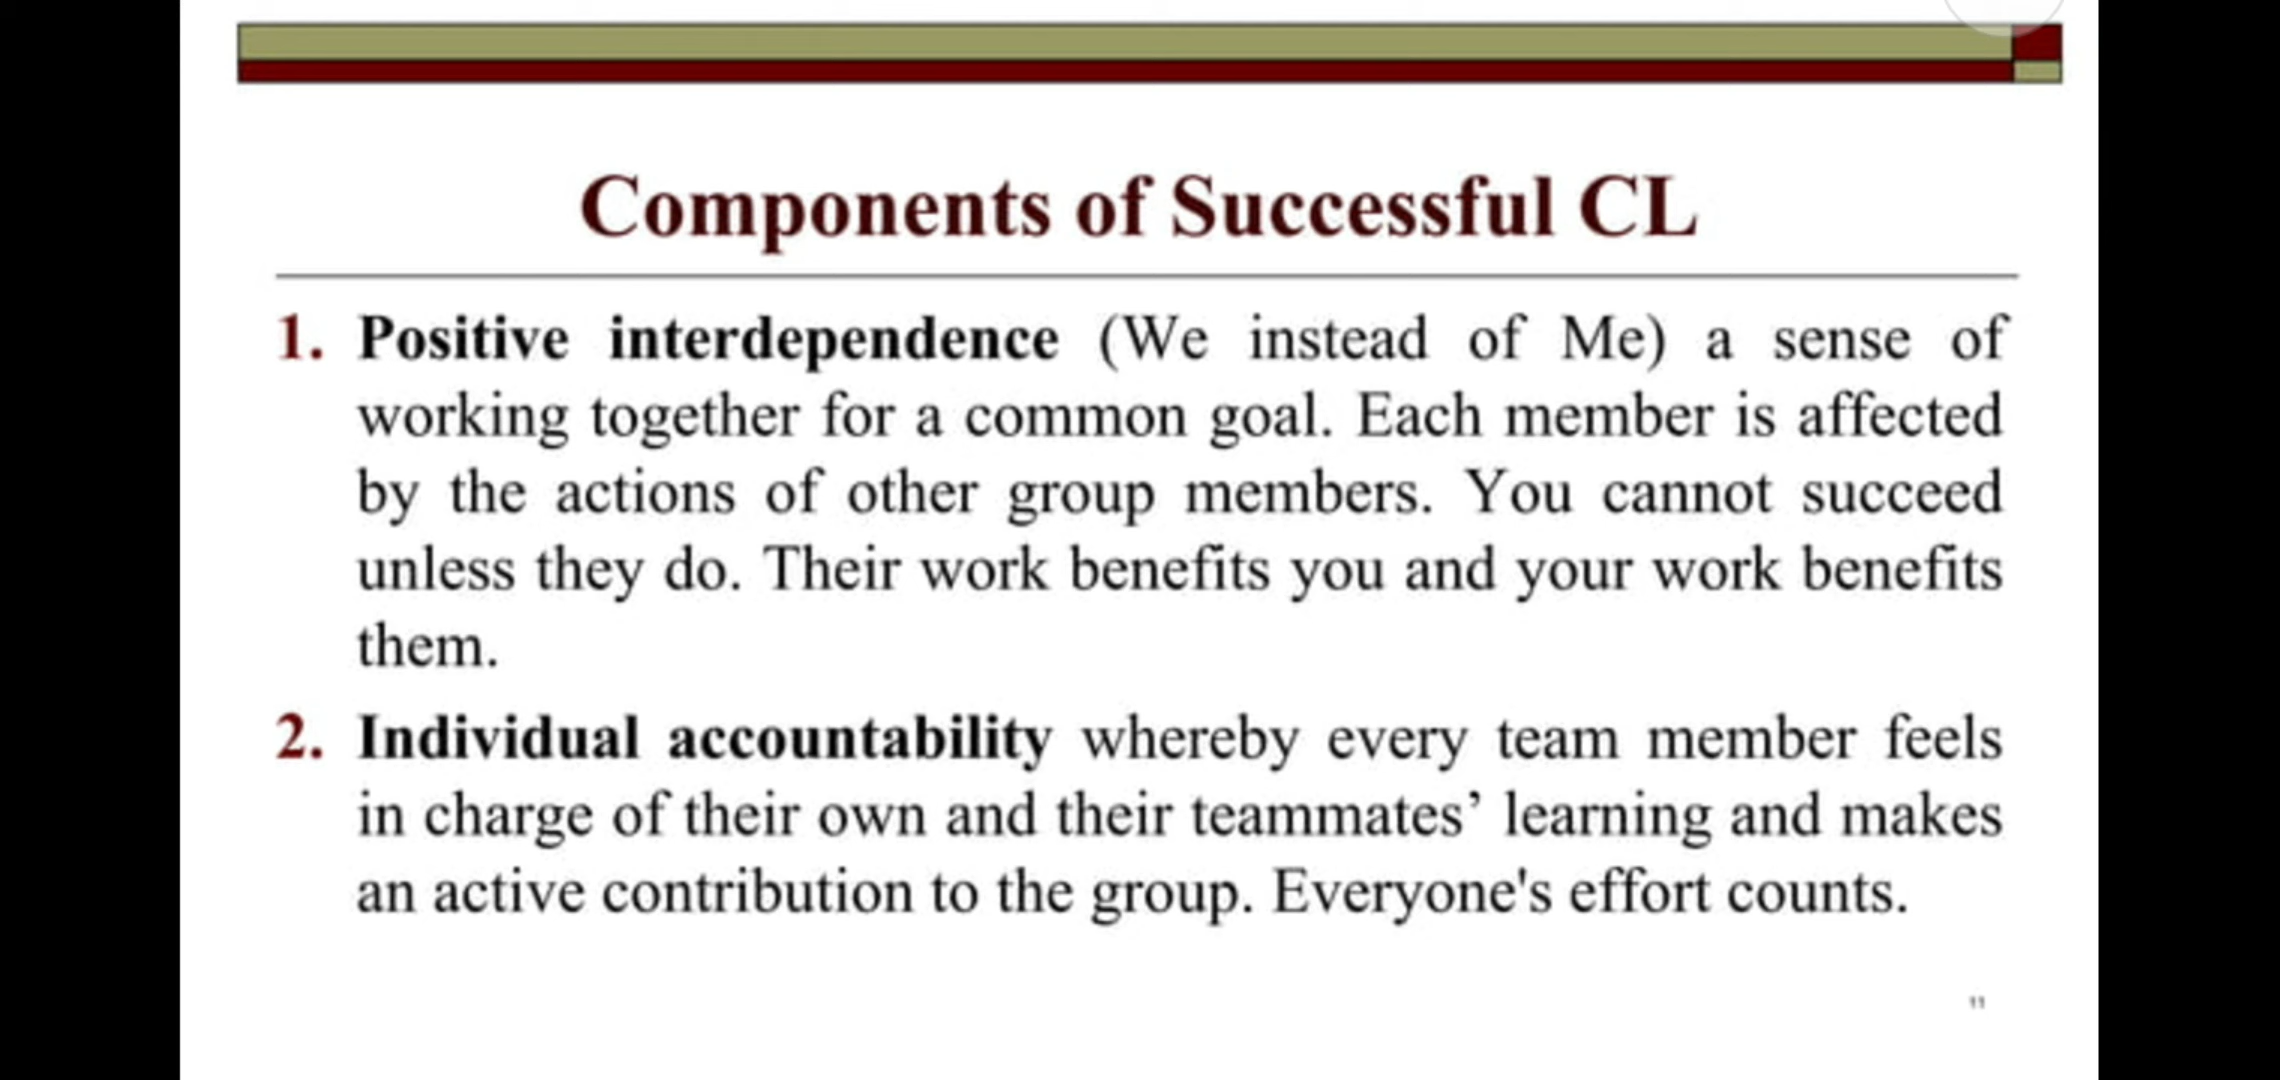 Components of Successful CL
1. Positive interdependence (We instead of Me) a sense of
working together for a common goal. Each member is affected
by the actions of other group members. You cannot succeed
unless they do. Their work benefits you and your work benefits
them.
2. Individual accountability whereby every team member feels
in charge of their own and their teammates’ learning and makes
an active contribution to the group. Everyone's effort counts.
11